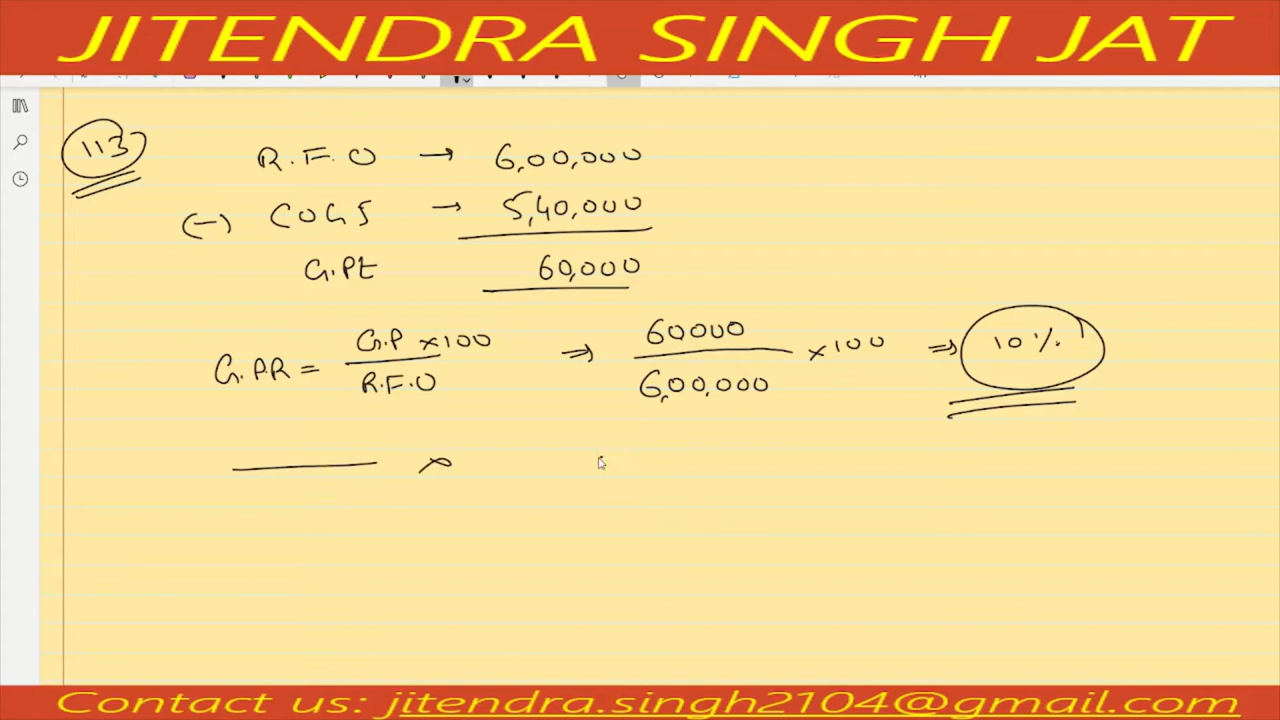 JITENDRA SINGH JAT
113
R.F.O → 6,00,000
(-) COGS → 5,40,000
G.Pt 60,000
G.PR = G.P × 100 / R.F.O ⇒ 60000 / 6,00,000 × 100 ⇒ 10%
Contact us: jitendra.singh2104@gmail.com